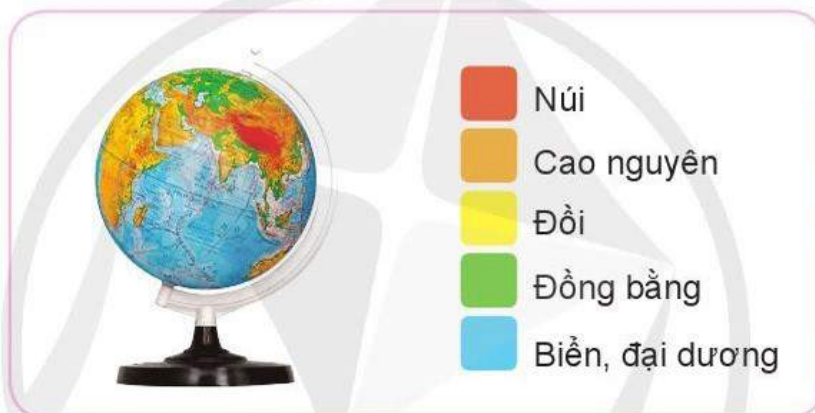 Núi
Cao nguyên
Đồi
Đồng bằng
Biển, đại dương